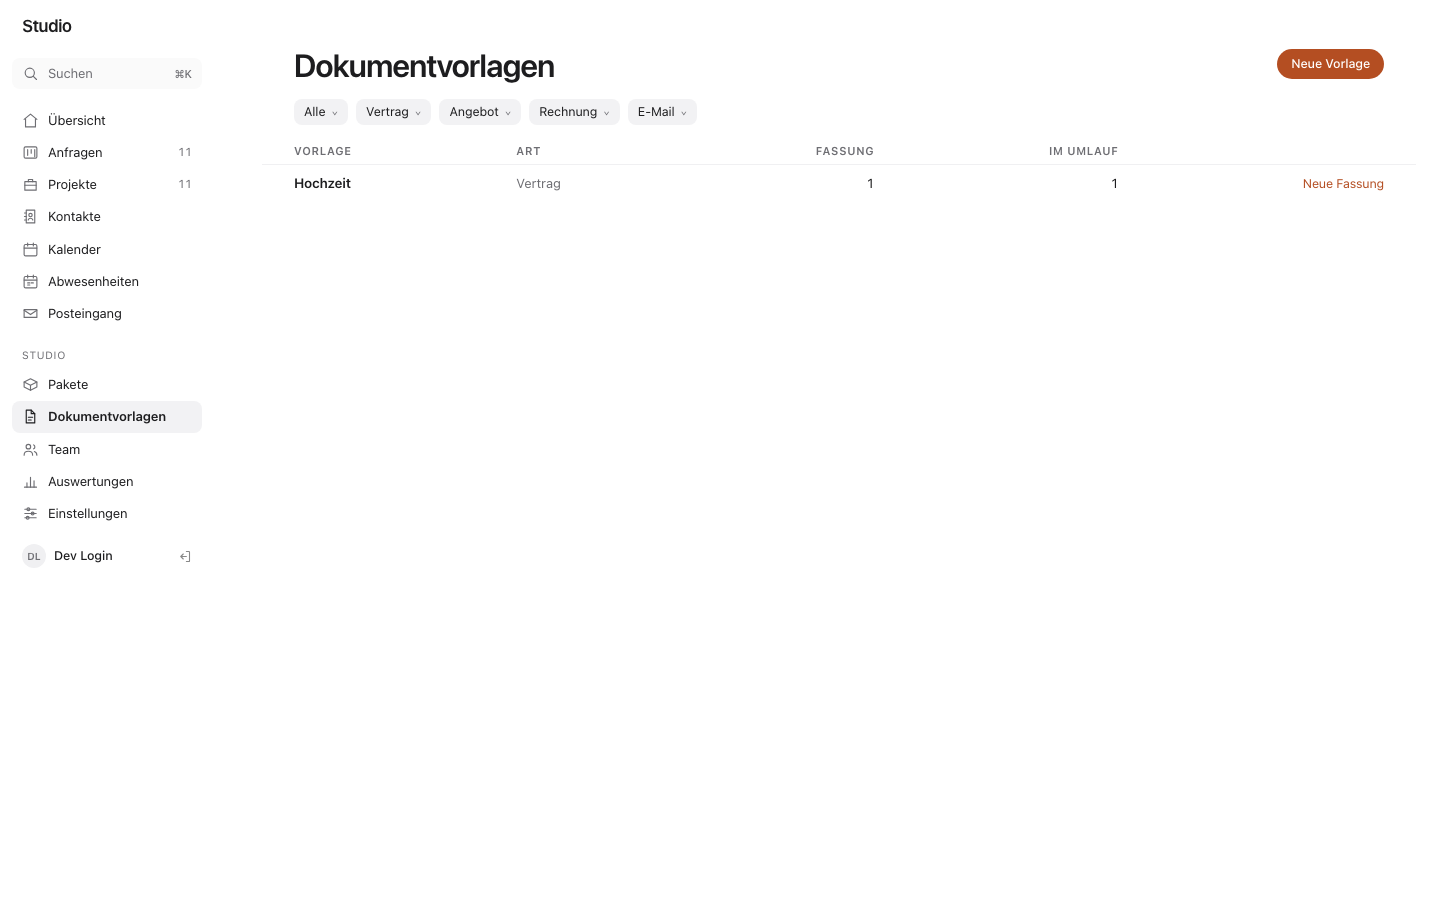 Studio
Suchen ⌘K
Übersicht
Anfragen 11
Projekte 11
Kontakte
Kalender
Abwesenheiten
Posteingang
STUDIO
Pakete
Dokumentvorlagen
Team
Auswertungen
Einstellungen
DL Dev Login
Dokumentvorlagen
Neue Vorlage
Alle Vertrag Angebot Rechnung E-Mail
VORLAGE ART FASSUNG IM UMLAUF
Hochzeit Vertrag 1 1 Neue Fassung